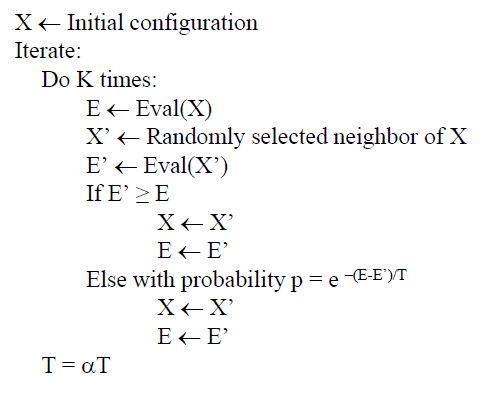 X ← Initial configuration
Iterate:
Do K times:
E ← Eval(X)
X’ ← Randomly selected neighbor of X
E’ ← Eval(X’)
If E’ ≥ E
X ← X’
E ← E’
Else with probability p = e -(E-E’)/T
X ← X’
E ← E’
T = αT